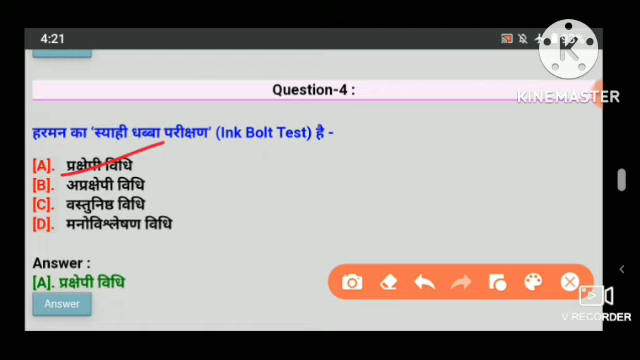 4:21
Question-4 :
KINEMASTER
हरमन का 'स्याही धब्बा परीक्षण' (Ink Bolt Test) है -
[A]. प्रक्षेपी विधि
[B]. अप्रक्षेपी विधि
[C]. वस्तुनिष्ठ विधि
[D]. मनोविश्लेषण विधि
Answer :
[A]. प्रक्षेपी विधि
Answer
V RECORDER